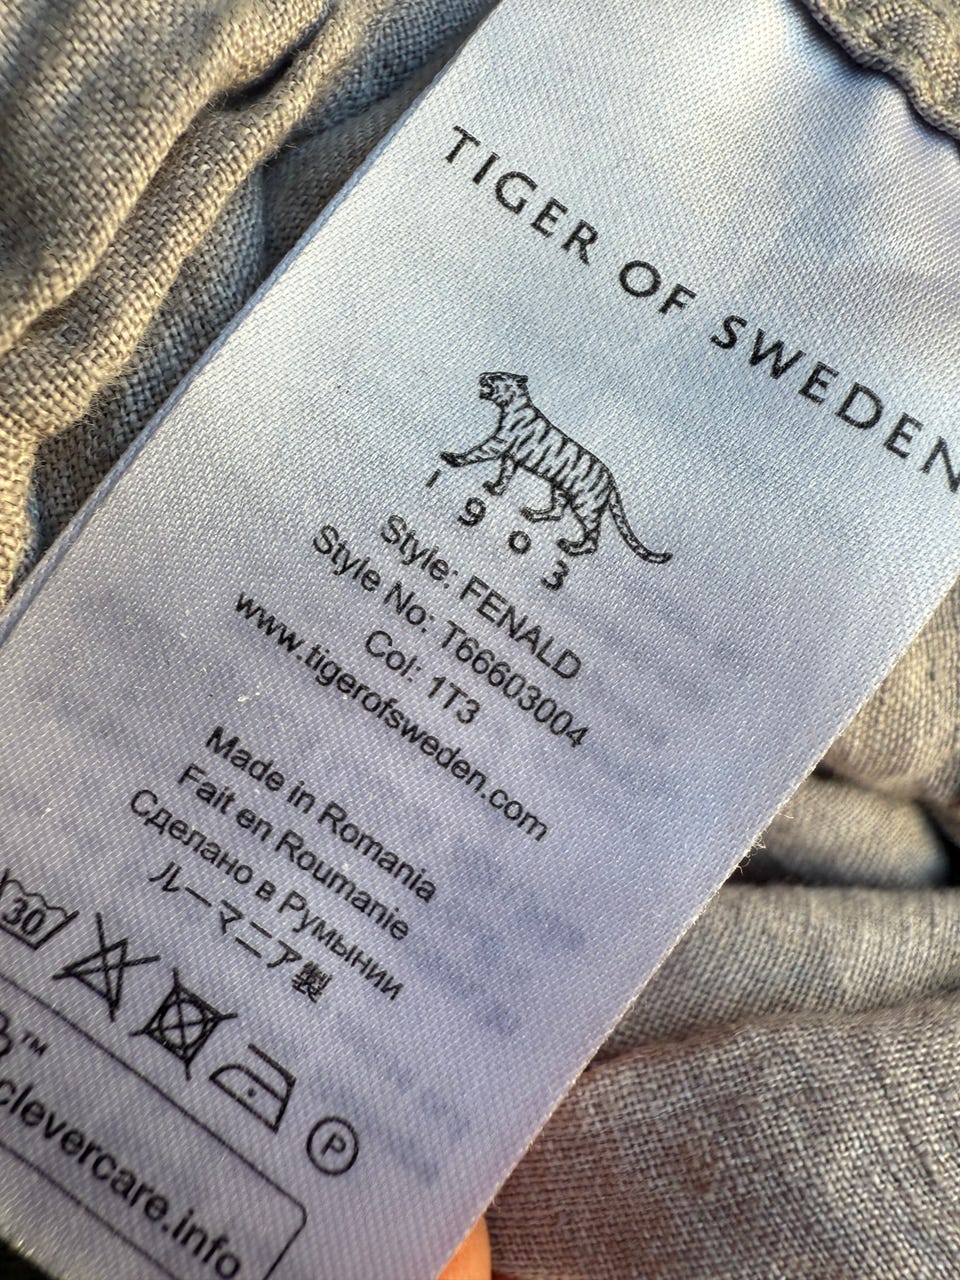 TIGER OF SWEDEN
1903
Style: FENALD
Style No: T66603004
Col: 1T3
www.tigerofsweden.com
Made in Romania
Fait en Roumanie
Сделано в Румынии
ルーマニア製
30
P
™
clevercare.info